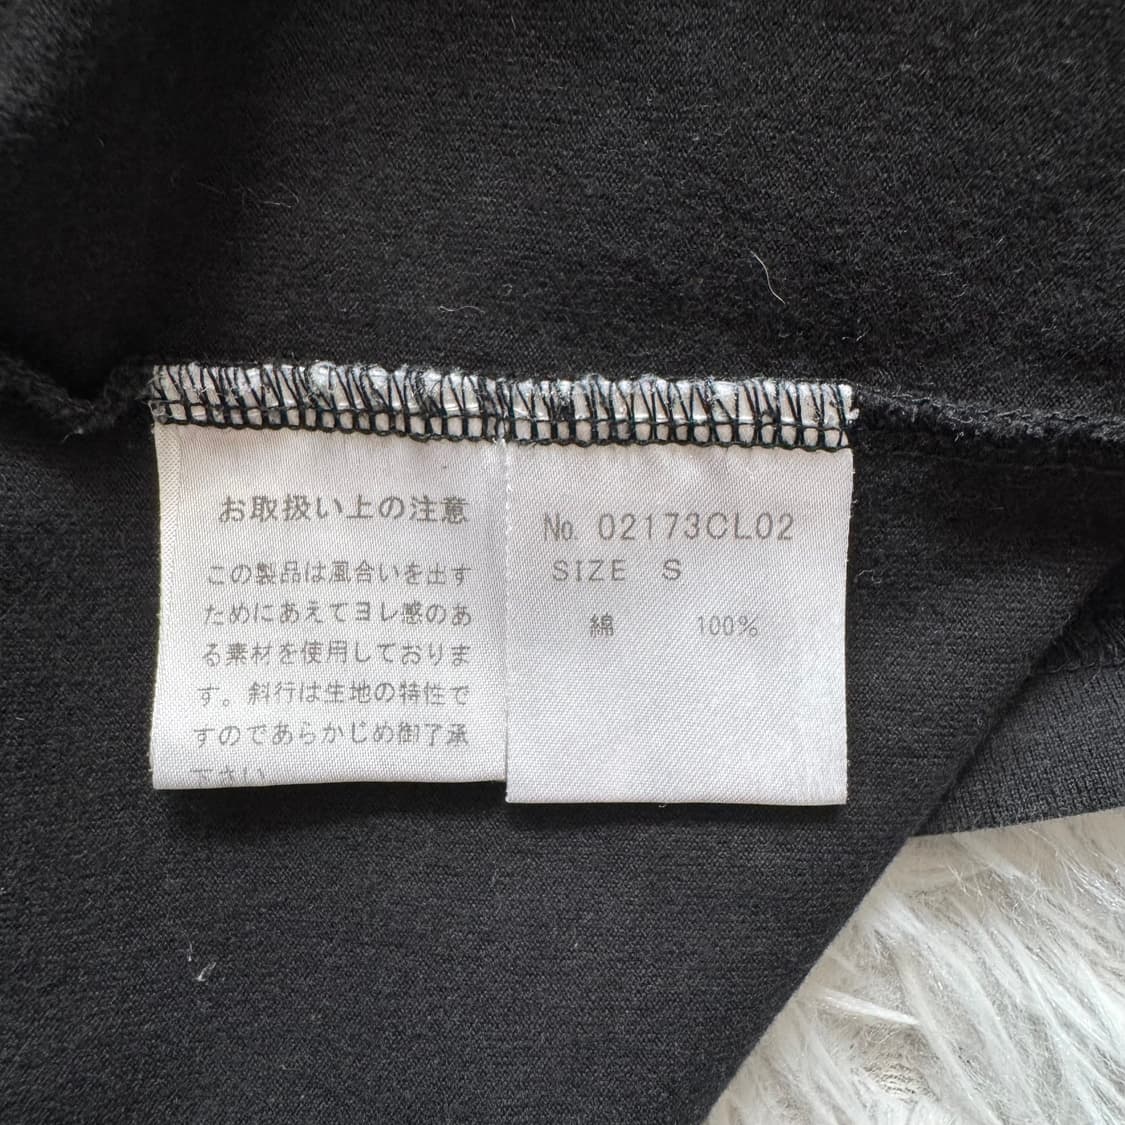 お取扱い上の注意
この製品は風合いを出す
ためにあえてヨレ感のあ
る素材を使用しておりま
す。斜行は生地の特性で
すのであらかじめ御了承
下さい
№ 02173CL02
SIZE S
綿 100%